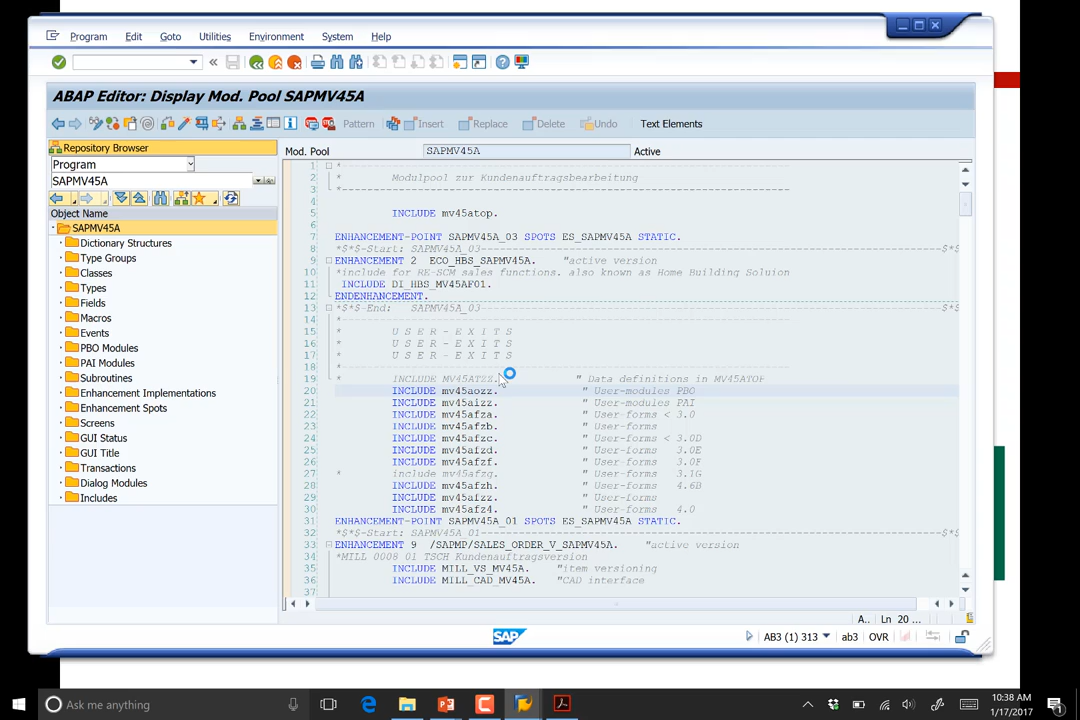 Program Edit Goto Utilities Environment System Help
ABAP Editor: Display Mod. Pool SAPMV45A
Pattern Insert Replace Delete Undo Text Elements
Repository Browser
Program
SAPMV45A
Object Name
SAPMV45A
Dictionary Structures
Type Groups
Classes
Types
Fields
Macros
Events
PBO Modules
PAI Modules
Subroutines
Enhancement Implementations
Enhancement Spots
Screens
GUI Status
GUI Title
Transactions
Dialog Modules
Includes
Mod. Pool SAPMV45A Active
1 *----
2 * Modulpool zur Kundenauftragsbearbeitung
3 *----
4
5 INCLUDE mv45atop.
6
7 ENHANCEMENT-POINT SAPMV45A_03 SPOTS ES_SAPMV45A STATIC.
8 *$*$-Start: SAPMV45A_03----$*$
9 ENHANCEMENT 2 ECO_HBS_SAPMV45A. "active version
10 *include for RE-SCM sales functions. also known as Home Building Soluion
11 INCLUDE DI_HBS_MV45AF01.
12 ENDENHANCEMENT.
13 *$*$-End: SAPMV45A_03----$*$
14 *----
15 * U S E R - E X I T S
16 * U S E R - E X I T S
17 * U S E R - E X I T S
18 *----
19 * INCLUDE MV45ATZZ. " Data definitions in MV45ATOP
20 INCLUDE mv45aozz. " User-modules PBO
21 INCLUDE mv45aizz. " User-modules PAI
22 INCLUDE mv45afza. " User-forms < 3.0
23 INCLUDE mv45afzb. " User-forms
24 INCLUDE mv45afzc. " User-forms < 3.0D
25 INCLUDE mv45afzd. " User-forms 3.0E
26 INCLUDE mv45afzf. " User-forms 3.0F
27 * include mv45afzg. " User-forms 3.1G
28 INCLUDE mv45afzh. " User-forms 4.6B
29 INCLUDE mv45afzz. " User-forms
30 INCLUDE mv45afz4. " User-forms 4.0
31 ENHANCEMENT-POINT SAPMV45A_01 SPOTS ES_SAPMV45A STATIC.
32 *$*$-Start: SAPMV45A_01----$*$
33 ENHANCEMENT 9 /SAPMP/SALES_ORDER_V_SAPMV45A. "active version
34 *MILL 0008 01 TSCH Kundenauftragsversion
35 INCLUDE MILL_VS_MV45A. "item versioning
36 INCLUDE MILL_CAD_MV45A. "CAD interface
37
A.. Ln 20 ...
SAP AB3 (1) 313 ab3 OVR
Ask me anything
10:38 AM
1/17/2017